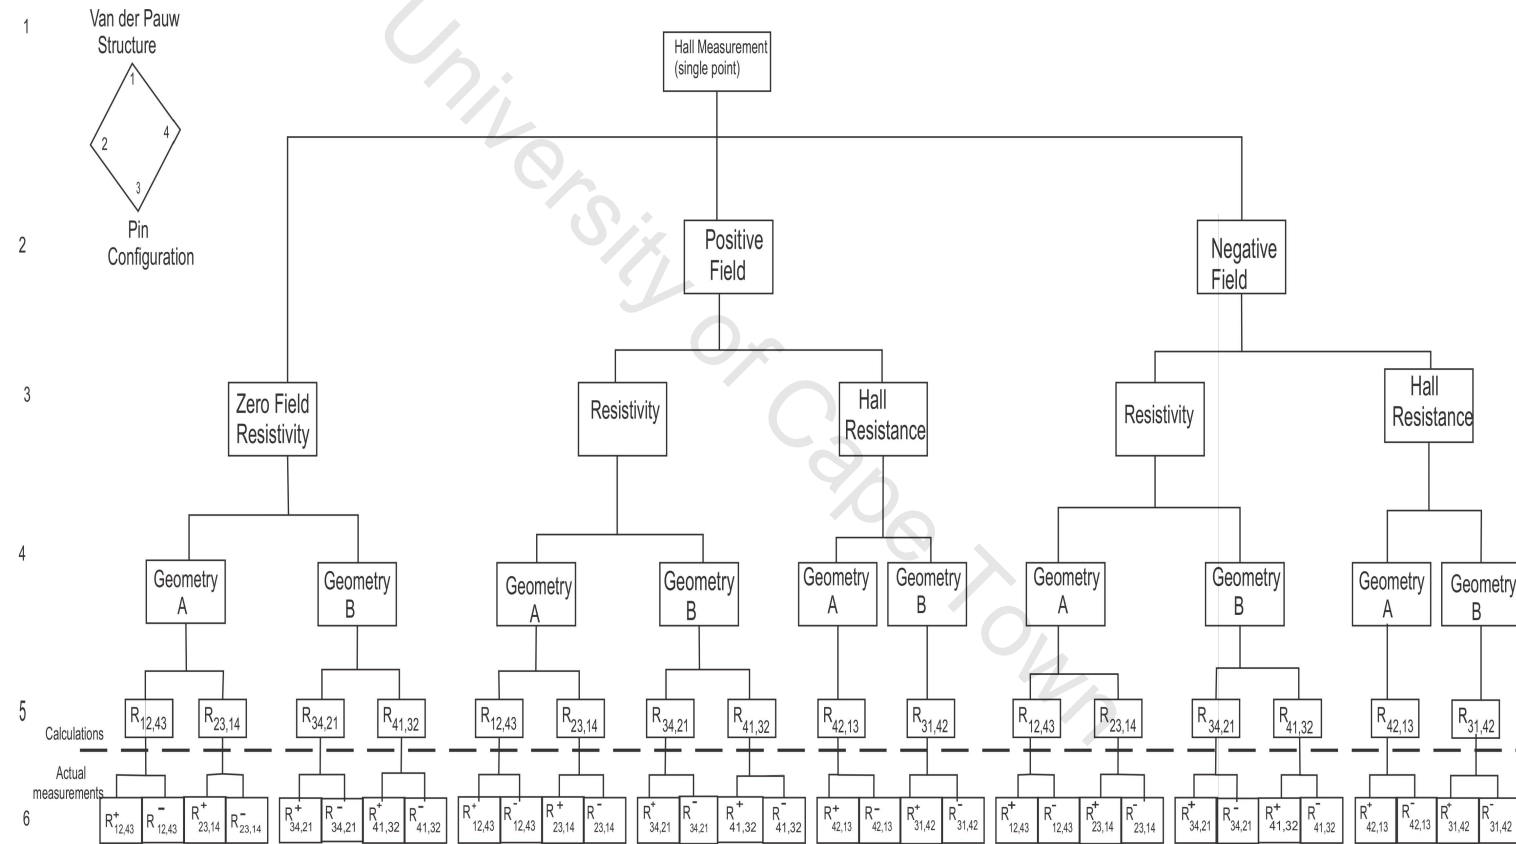 1
Van der Pauw
Structure
1
2
4
3
Pin
Configuration
Hall Measurement
(single point)
University of Cape Town
2
Positive
Field
Negative
Field
3
Zero Field
Resistivity
Resistivity
Hall
Resistance
Resistivity
Hall
Resistance
4
Geometry
A
Geometry
B
Geometry
A
Geometry
B
Geometry
A
Geometry
B
Geometry
A
Geometry
B
Geometry
A
Geometry
B
5
R12,43
R23,14
R34,21
R41,32
R12,43
R23,14
R34,21
R41,32
R42,13
R31,42
R12,43
R23,14
R34,21
R41,32
R42,13
R31,42
Calculations
Actual
measurements
6
R+12,43
R−12,43
R+23,14
R−23,14
R+34,21
R−34,21
R+41,32
R−41,32
R+12,43
R-12,43
R+23,14
R−23,14
R+34,21
R−34,21
R+41,32
R−41,32
R+42,13
R−42,13
R+31,42
R−31,42
R+12,43
R-12,43
R+23,14
R-23,14
R+34,21
R−34,21
R+41,32
R−41,32
R+42,13
R-42,13
R+31,42
R-31,42